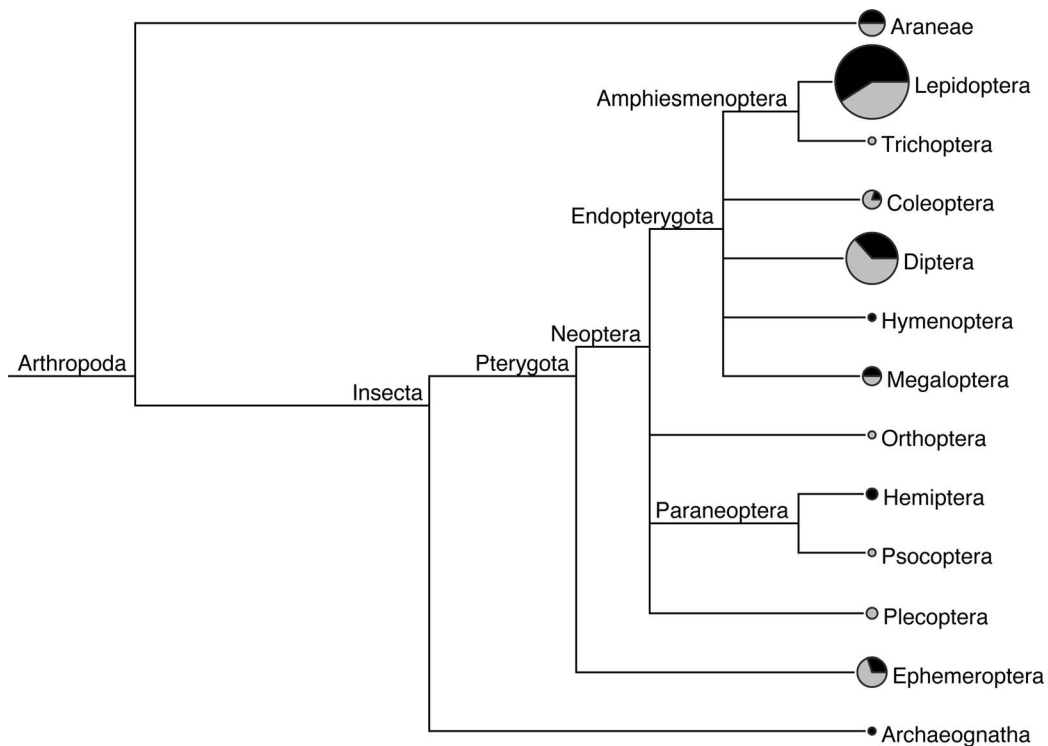 Araneae
Lepidoptera
Amphiesmenoptera
Trichoptera
Coleoptera
Endopterygota
Diptera
Hymenoptera
Neoptera
Arthropoda
Pterygota
Megaloptera
Insecta
Orthoptera
Hemiptera
Paraneoptera
Psocoptera
Plecoptera
Ephemeroptera
Archaeognatha